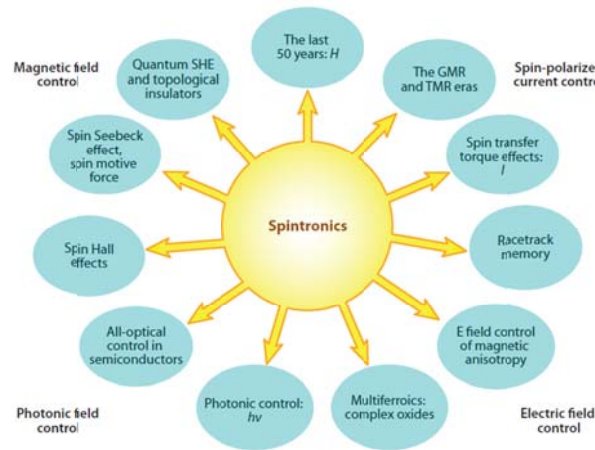 The last
50 years: H
Magnetic field
control
Quantum SHE
and topological
insulators
The GMR
and TMR eras
Spin-polarize
current contr
Spin Seebeck
effect,
spin motive
force
Spin transfer
torque effects:
I
Spintronics
Spin Hall
effects
Racetrack
memory
All-optical
control in
semiconductors
E field control
of magnetic
anisotropy
Photonic control:
hν
Multiferroics:
complex oxides
Photonic field
control
Electric field
control